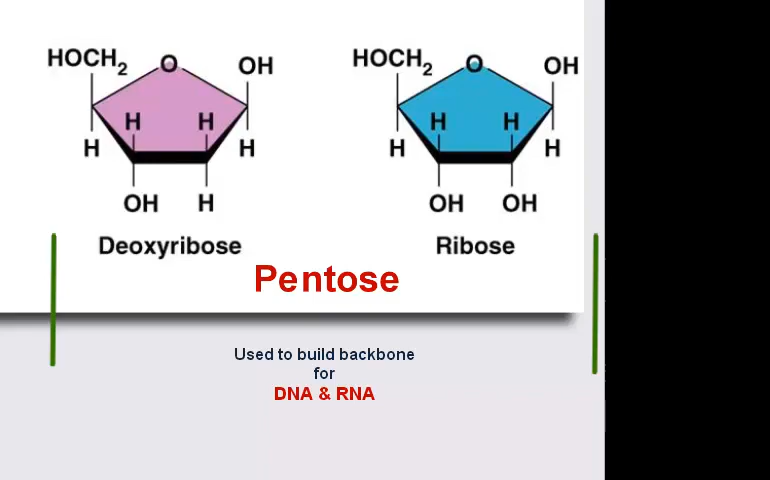 HOCH2 O OH HOCH2 O OH
H H H H
H H H H
OH H OH OH
Deoxyribose Ribose
Pentose
Used to build backbone
for
DNA & RNA